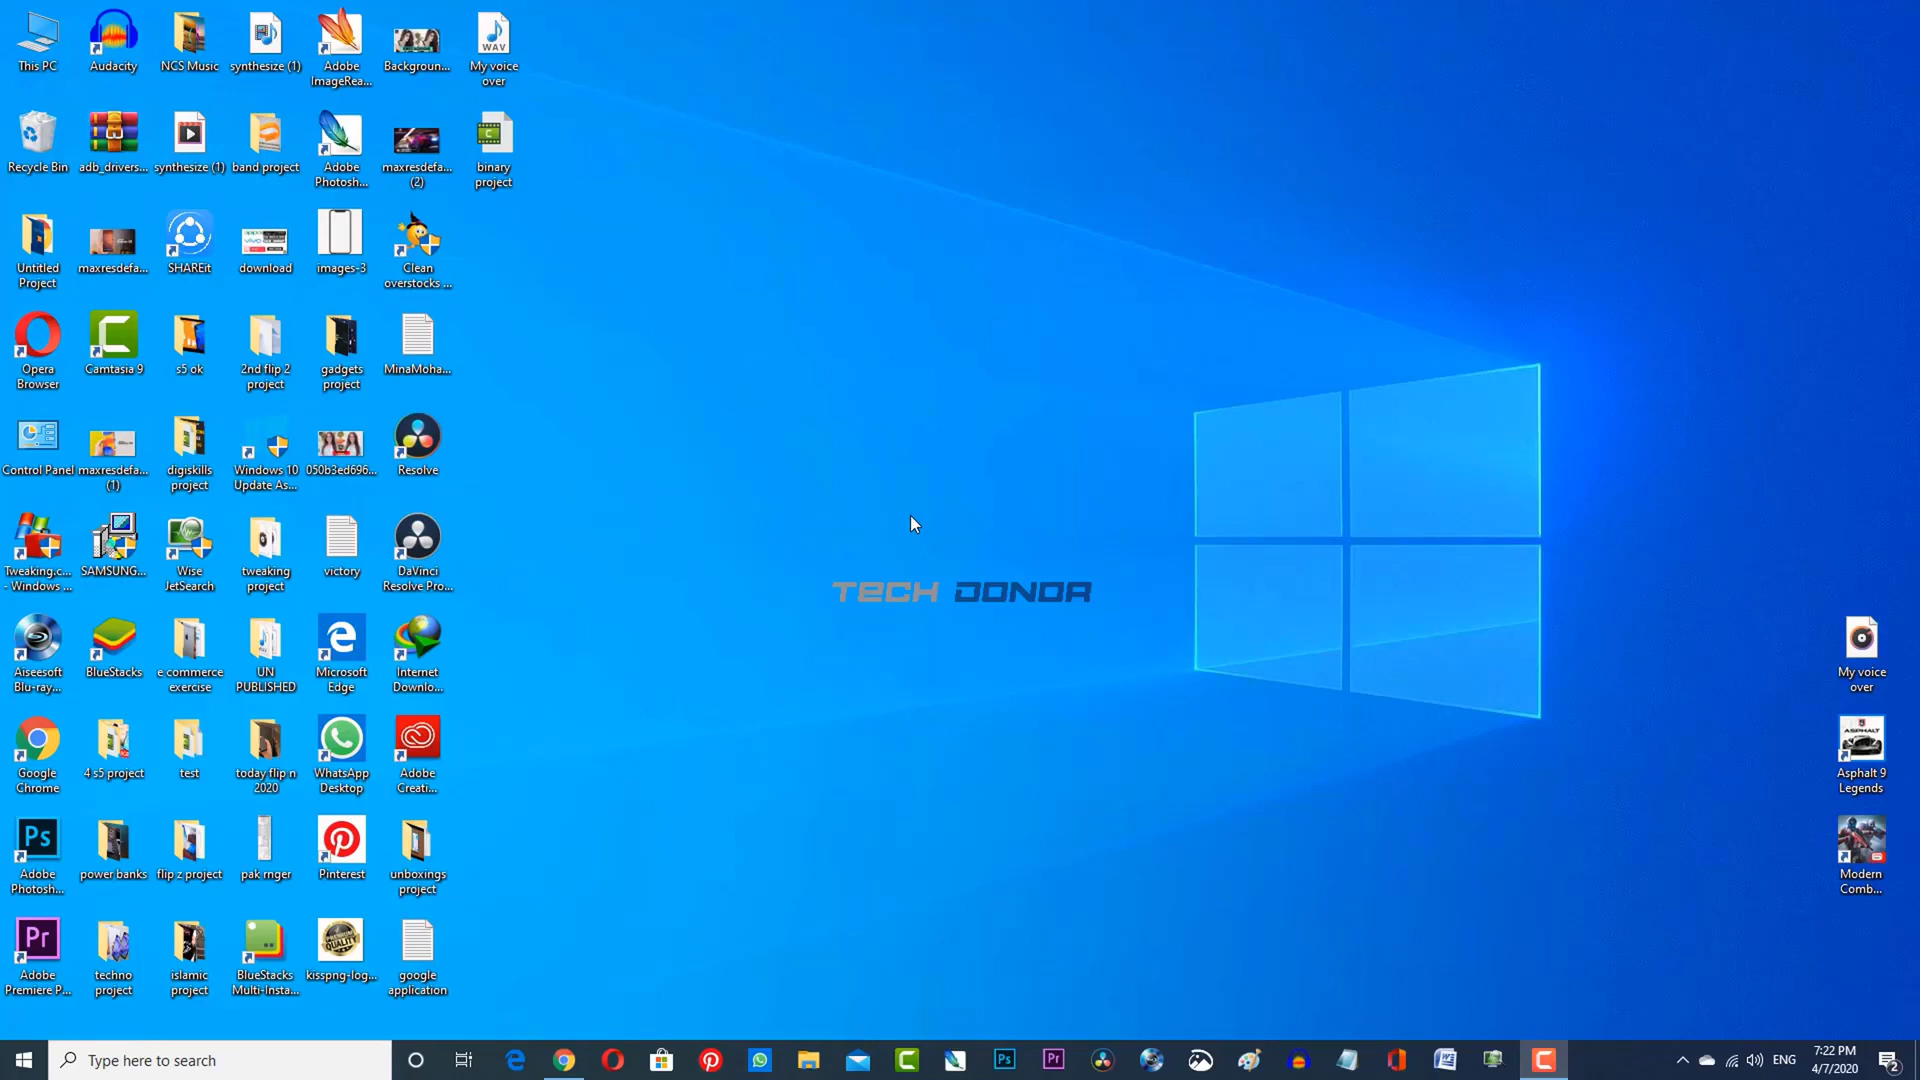 This PC
Audacity
NCS Music
synthesize (1)
Adobe
ImageRea...
Backgroun...
My voice
over
WAV
Recycle Bin
adb_drivers...
synthesize (1)
band project
Adobe
Photosh...
maxresdefa...
(2)
binary
project
Untitled
Project
maxresdefa...
SHAREit
download
images-3
Clean
overstocks ...
Opera
Browser
Camtasia 9
s5 ok
2nd flip 2
project
gadgets
project
MinaMoha...
Control Panel
maxresdefa...
(1)
digiskills
project
Windows 10
Update As...
050b3ed696...
Resolve
Tweaking.c...
- Windows ...
SAMSUNG...
Wise
JetSearch
tweaking
project
victory
DaVinci
Resolve Pro...
TECH DONOR
Aiseesoft
Blu-ray...
BlueStacks
e commerce
exercise
UN
PUBLISHED
Microsoft
Edge
Internet
Downlo...
My voice
over
Google
Chrome
4 s5 project
test
today flip n
2020
WhatsApp
Desktop
Adobe
Creati...
ASPHALT
Asphalt 9
Legends
Ps
Adobe
Photosh...
power banks
flip z project
pak rnger
Pinterest
unboxings
project
Modern
Comb...
Pr
Adobe
Premiere P...
techno
project
islamic
project
BlueStacks
Multi-Insta...
QUALITY
kisspng-log...
google
application
Type here to search
Ps
Pr
ENG
7:22 PM
4/7/2020
2